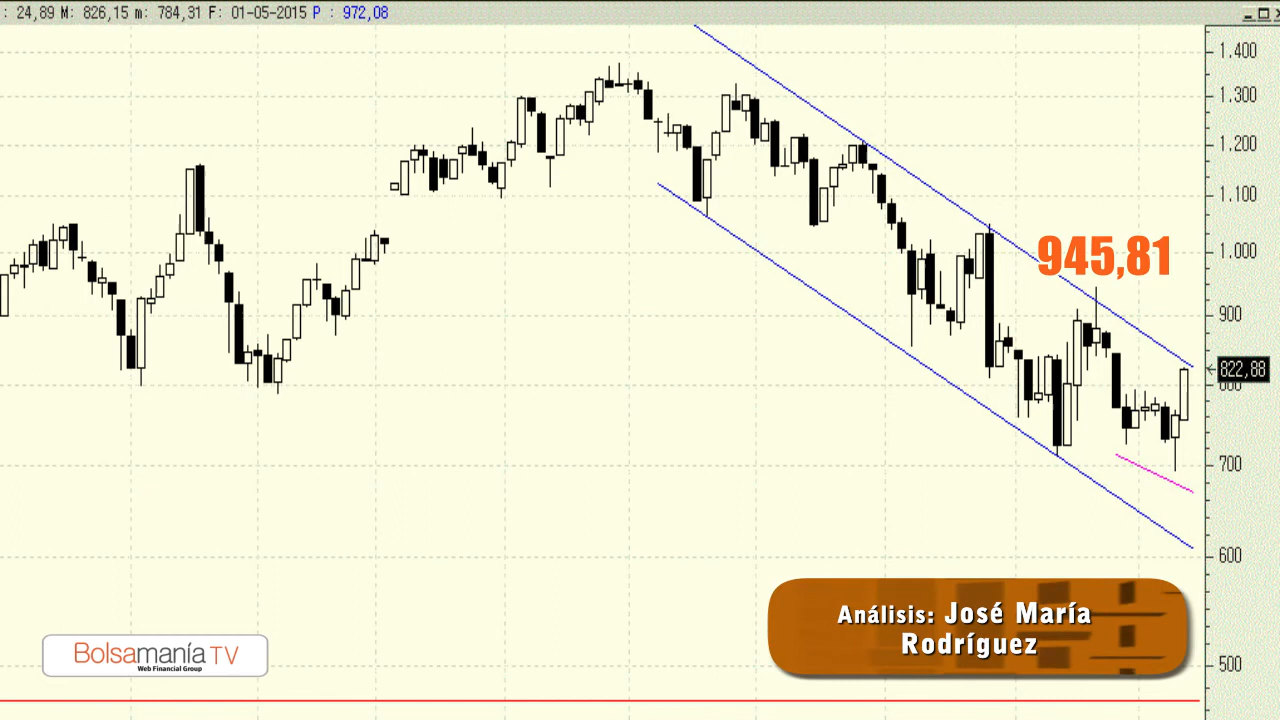 : 24,89 M: 826,15 m: 784,31 F: 01-05-2015 P : 972,08
1.400
1.300
1.200
1.100
1.000
945,81
900
822,88
800
700
600
Análisis: José María
Rodríguez
Bolsamanía TV
Web Financial Group
500